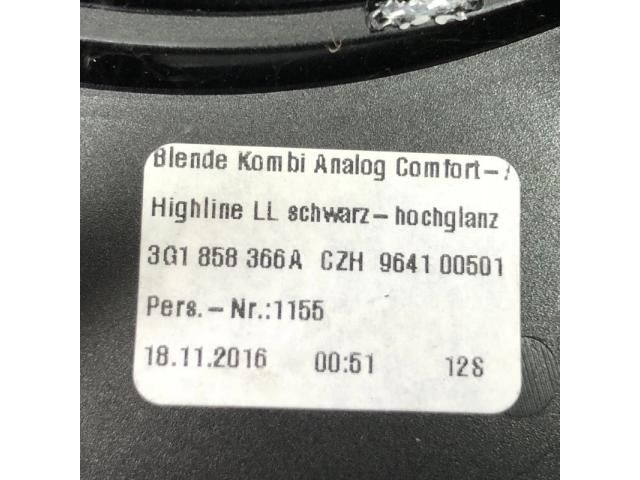 Blende Kombi Analog Comfort-/
Highline LL schwarz-hochglanz
3G1 858 366A CZH 9641 00501
Pers.-Nr.:1155
18.11.2016 00:51 12S